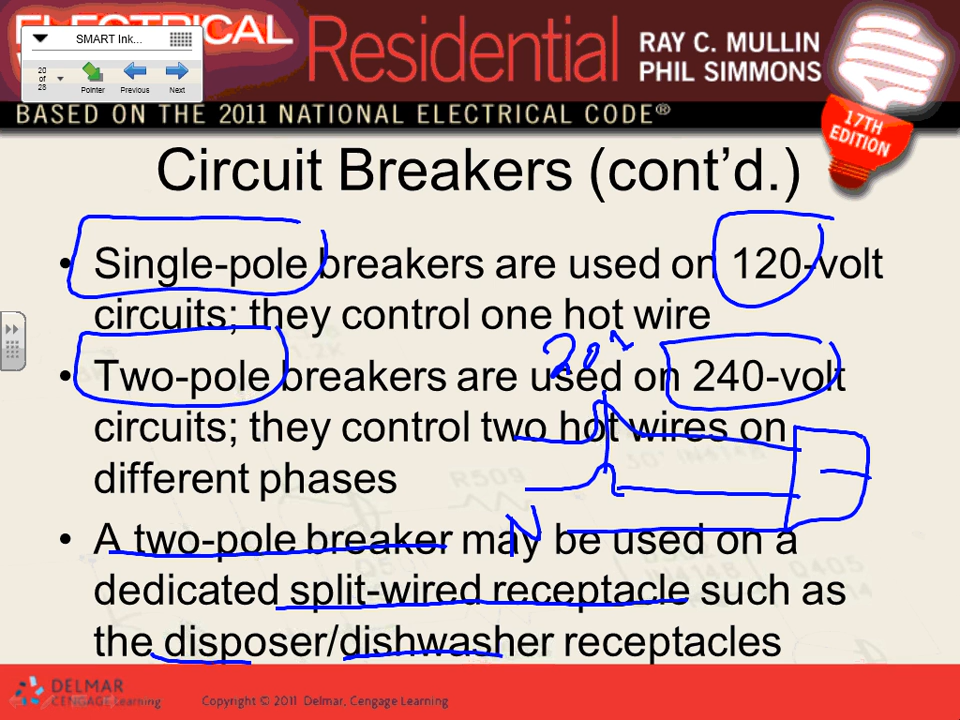 ELECTRICAL
Residential
RAY C. MULLIN
PHIL SIMMONS
SMART Ink...
20
of
28
Pointer
Previous
Next
BASED ON THE 2011 NATIONAL ELECTRICAL CODE®
17TH
EDITION
Circuit Breakers (cont’d.)
• Single-pole breakers are used on 120-volt
circuits; they control one hot wire
201
• Two-pole breakers are used on 240-volt
circuits; they control two hot wires on
different phases
R509
N
• A two-pole breaker may be used on a
dedicated split-wired receptacle such as
the disposer/dishwasher receptacles
DELMAR
CENGAGE Learning
Copyright © 2011 Delmar, Cengage Learning